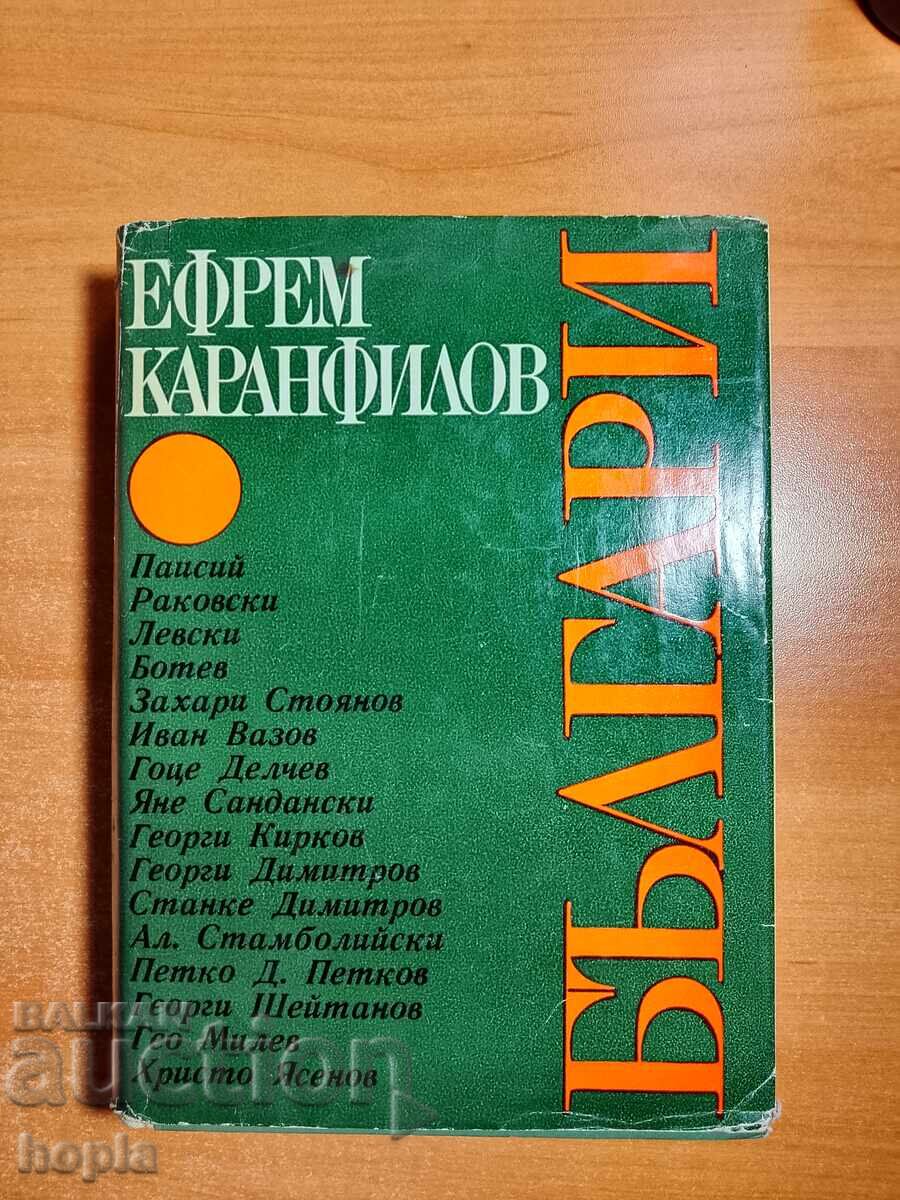 ЕФРЕМ
КАРАНФИЛОВ
БЪЛГАРИ
Паисий
Раковски
Левски
Ботев
Захари Стоянов
Иван Вазов
Гоце Делчев
Яне Сандански
Георги Кирков
Георги Димитров
Станке Димитров
Ал. Стамболийски
Петко Д. Петков
Георги Шейтанов
Гео Милев
Христо Ясенов
BALKAN
auction
hopla